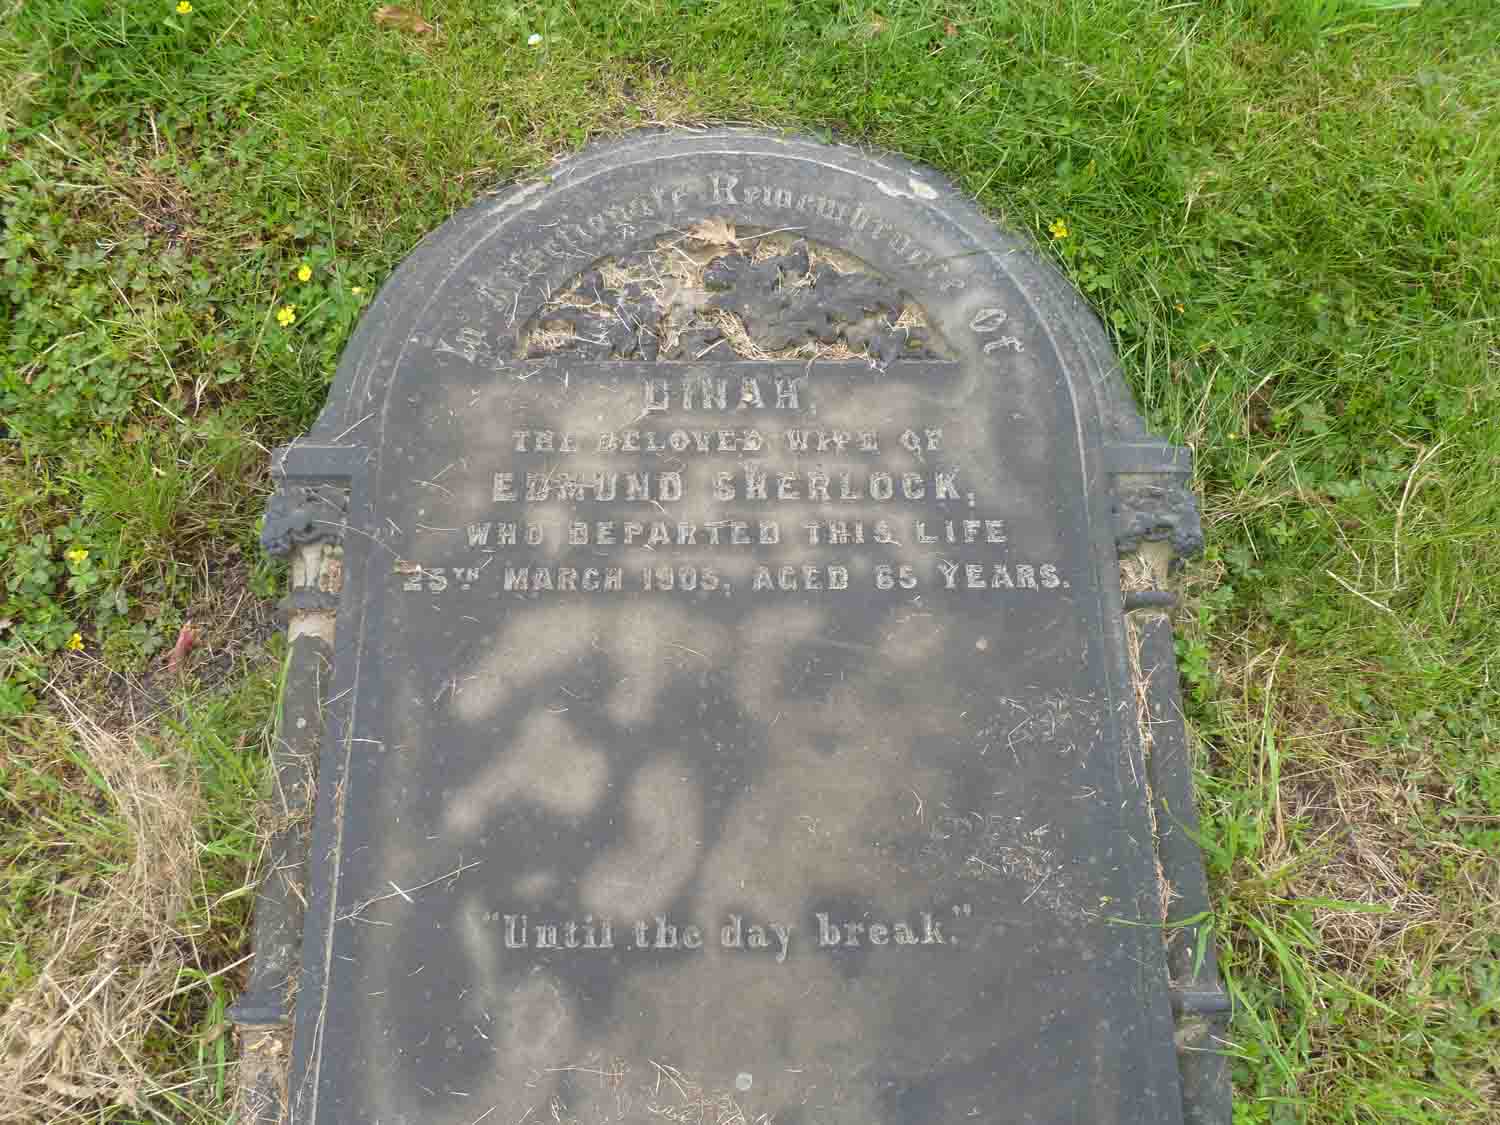 In Affectionate Remembrance Of
DINAH,
THE BELOVED WIFE OF
EDMUND SHERLOCK,
WHO DEPARTED THIS LIFE
25TH MARCH 1905, AGED 65 YEARS.
"Until the day break."